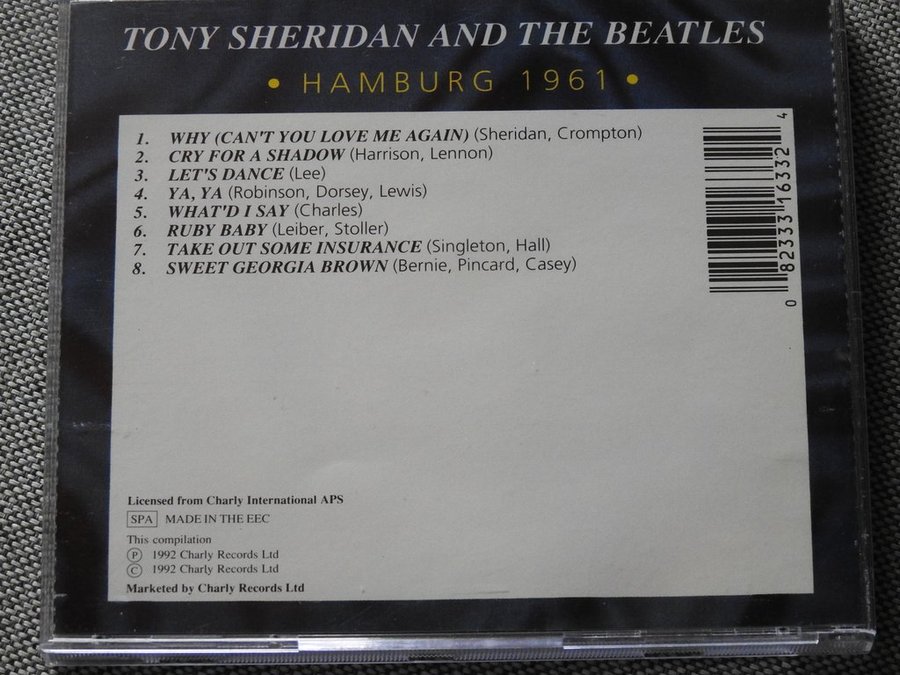 TONY SHERIDAN AND THE BEATLES
• HAMBURG 1961 •
1. WHY (CAN'T YOU LOVE ME AGAIN) (Sheridan, Crompton)
2. CRY FOR A SHADOW (Harrison, Lennon)
3. LET'S DANCE (Lee)
4. YA, YA (Robinson, Dorsey, Lewis)
5. WHAT'D I SAY (Charles)
6. RUBY BABY (Leiber, Stoller)
7. TAKE OUT SOME INSURANCE (Singleton, Hall)
8. SWEET GEORGIA BROWN (Bernie, Pincard, Casey)
0 82333 16332 4
Licensed from Charly International APS
SPA MADE IN THE EEC
This compilation
Ⓟ 1992 Charly Records Ltd
© 1992 Charly Records Ltd
Marketed by Charly Records Ltd